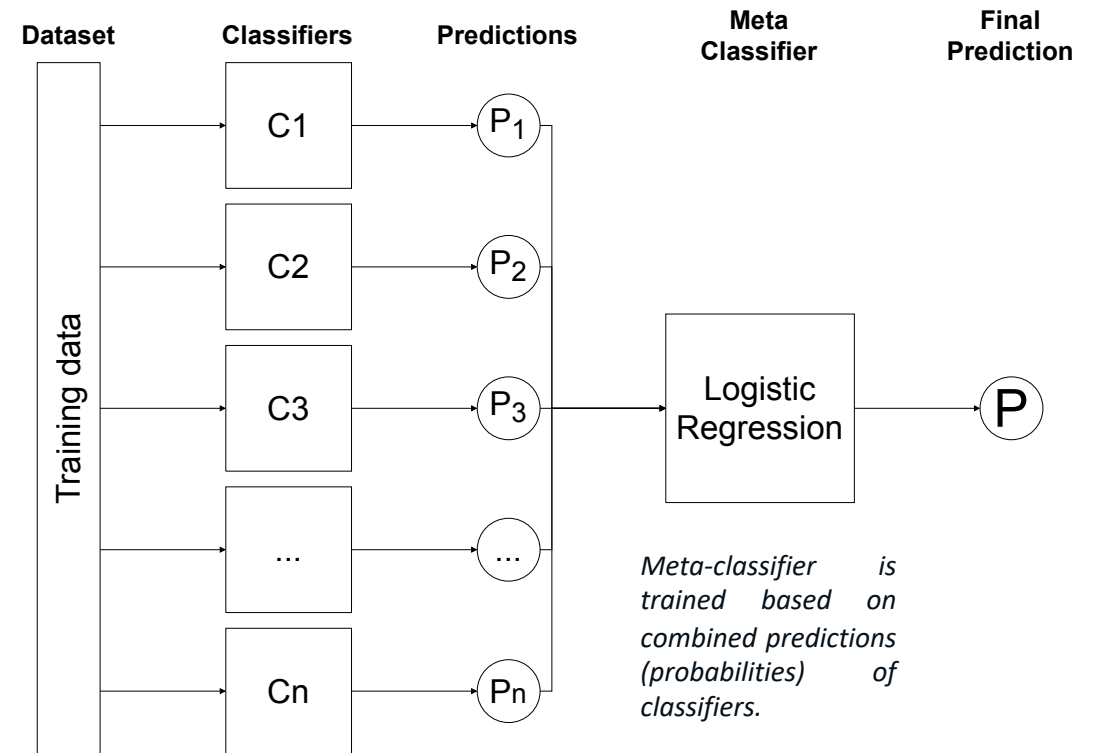 Dataset
Classifiers
Predictions
Meta
Classifier
Final
Prediction
Training data
C1
P1
C2
P2
C3
P3
Logistic
Regression
P
...
...
Cn
Pn
Meta-classifier is
trained based on
combined predictions
(probabilities) of
classifiers.